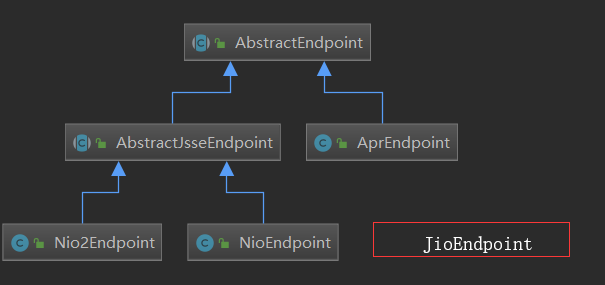 AbstractEndpoint
AbstractJsseEndpoint AprEndpoint
Nio2Endpoint NioEndpoint JioEndpoint